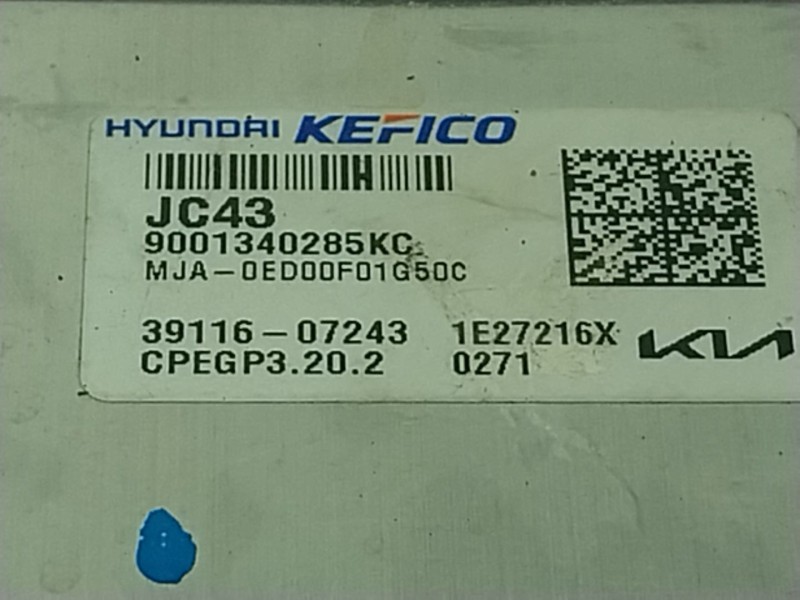 HYUNDAI KEFICO
JC43
9001340285KC
MJA-0ED00F01G50C
39116-07243 1E27216X KIA
CPEGP3.20.2 0271